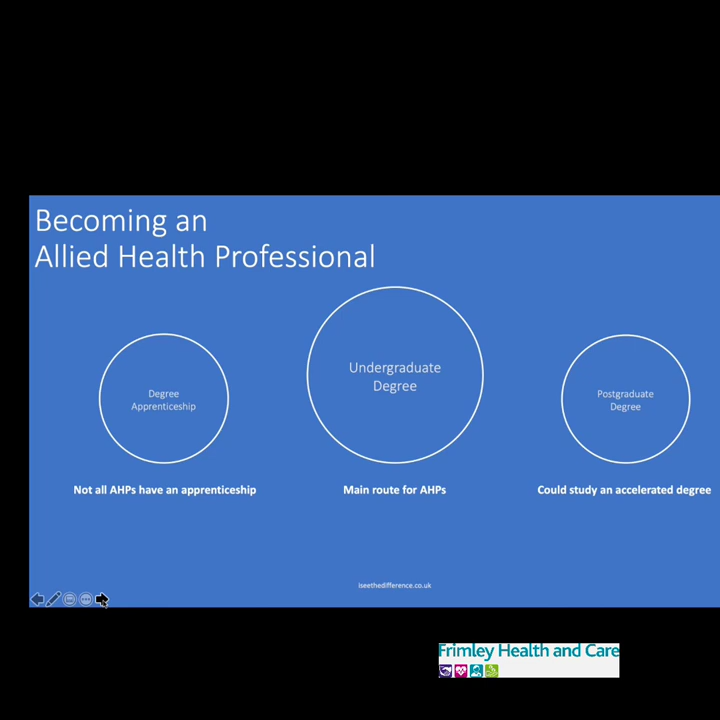 Becoming an
Allied Health Professional
Undergraduate
Degree
Degree
Apprenticeship
Postgraduate
Degree
Not all AHPs have an apprenticeship
Main route for AHPs
Could study an accelerated degree
iseethedifference.co.uk
Frimley Health and Care